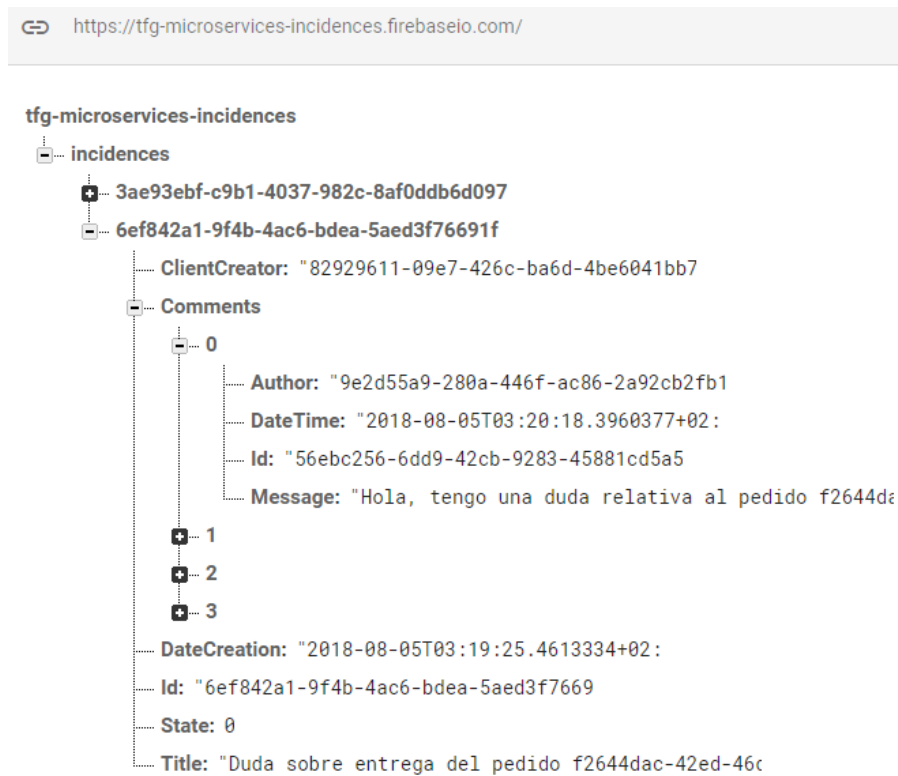 https://tfg-microservices-incidences.firebaseio.com/
tfg-microservices-incidences
incidences
3ae93ebf-c9b1-4037-982c-8af0ddb6d097
6ef842a1-9f4b-4ac6-bdea-5aed3f76691f
ClientCreator: "82929611-09e7-426c-ba6d-4be6041bb7
Comments
0
Author: "9e2d55a9-280a-446f-ac86-2a92cb2fb1
DateTime: "2018-08-05T03:20:18.3960377+02:
Id: "56ebc256-6dd9-42cb-9283-45881cd5a5
Message: "Hola, tengo una duda relativa al pedido f2644da
1
2
3
DateCreation: "2018-08-05T03:19:25.4613334+02:
Id: "6ef842a1-9f4b-4ac6-bdea-5aed3f7669
State: 0
Title: "Duda sobre entrega del pedido f2644dac-42ed-46c